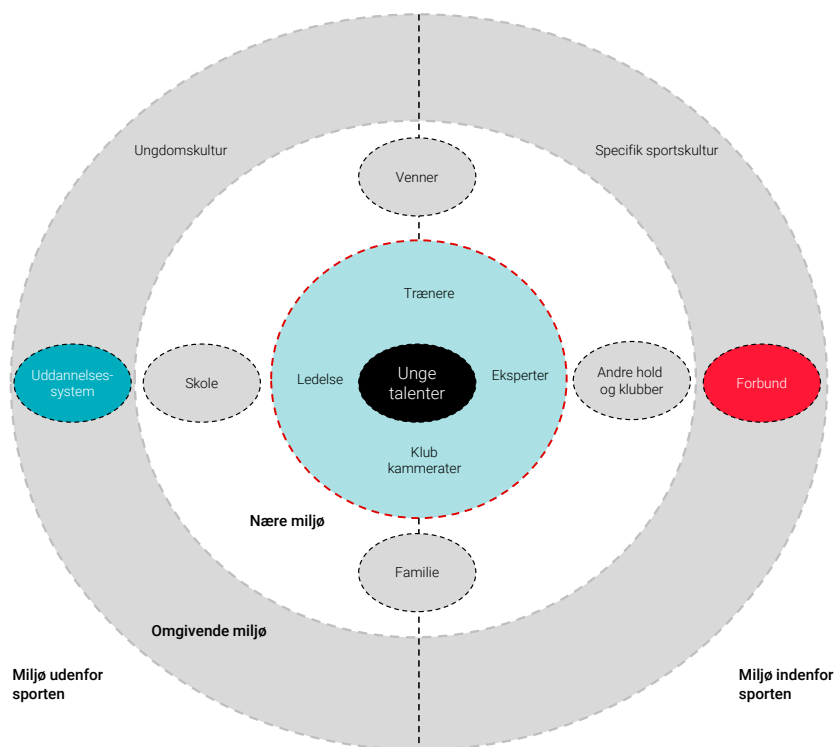 Ungdomskultur
Specifik sportskultur
Venner
Trænere
Uddannelses-
system
Skole
Ledelse
Unge
talenter
Eksperter
Andre hold
og klubber
Forbund
Klub
kammerater
Nære miljø
Familie
Omgivende miljø
Miljø udenfor
sporten
Miljø indenfor
sporten